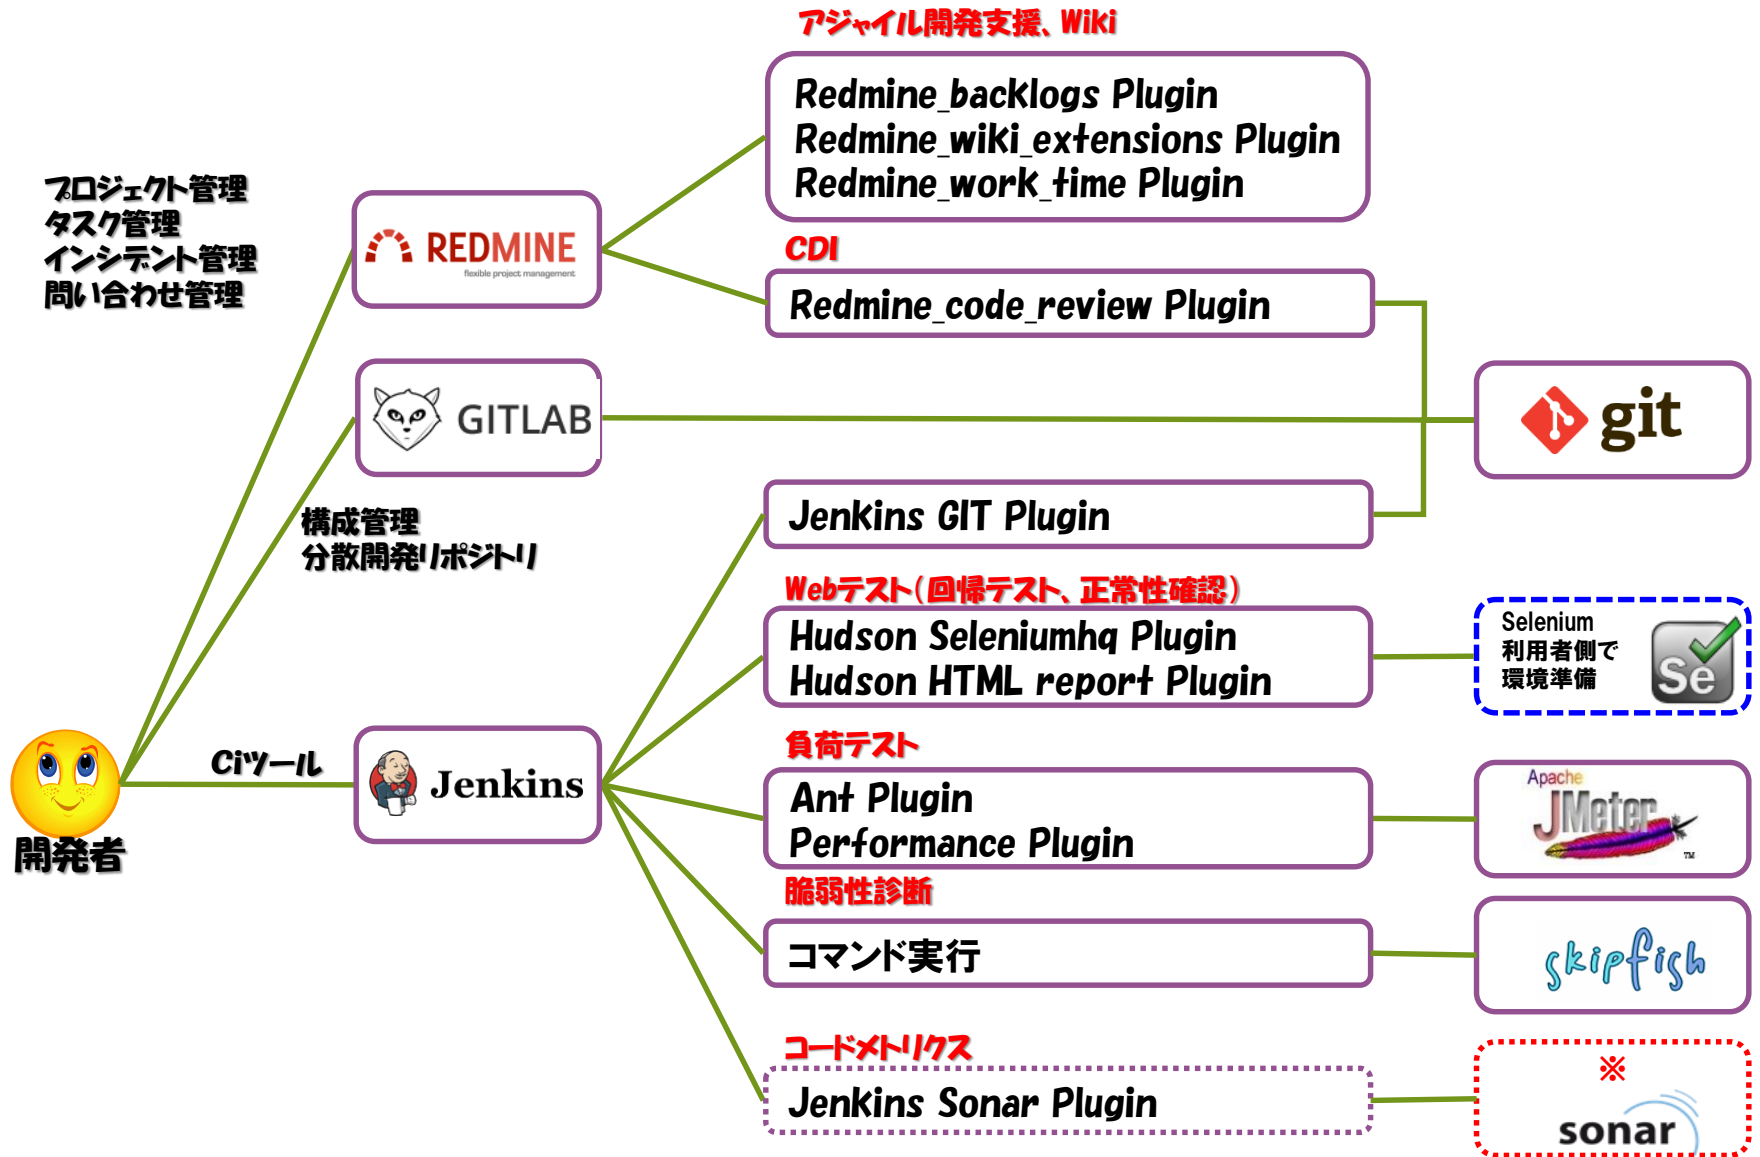 アジャイル開発支援、Wiki
Redmine_backlogs Plugin
Redmine_wiki_extensions Plugin
Redmine_work_time Plugin
プロジェクト管理
タスク管理
インシデント管理
問い合わせ管理
REDMINE
flexible project management
CDI
Redmine_code_review Plugin
GITLAB
git
構成管理
分散開発リポジトリ
Jenkins GIT Plugin
Webテスト（回帰テスト、正常性確認）
Hudson Seleniumhq Plugin
Hudson HTML report Plugin
Selenium
利用者側で
環境準備
Se
Ciツール
Jenkins
開発者
負荷テスト
Ant Plugin
Performance Plugin
Apache
JMeter
TM
脆弱性診断
コマンド実行
skipfish
コードメトリクス
Jenkins Sonar Plugin
※
sonar